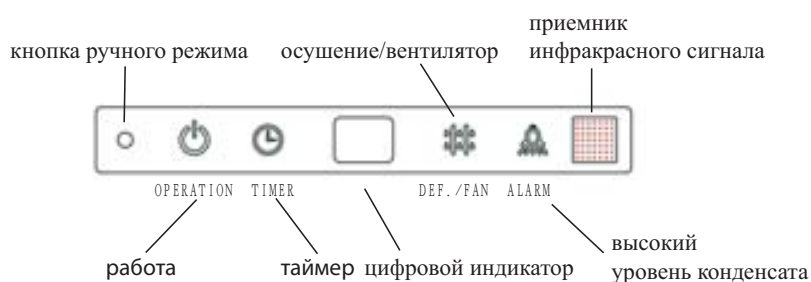 приемник
кнопка ручного режима осушение/вентилятор инфракрасного сигнала
OPERATION TIMER DEF./FAN ALARM
высокий
работа таймер цифровой индикатор уровень конденсата